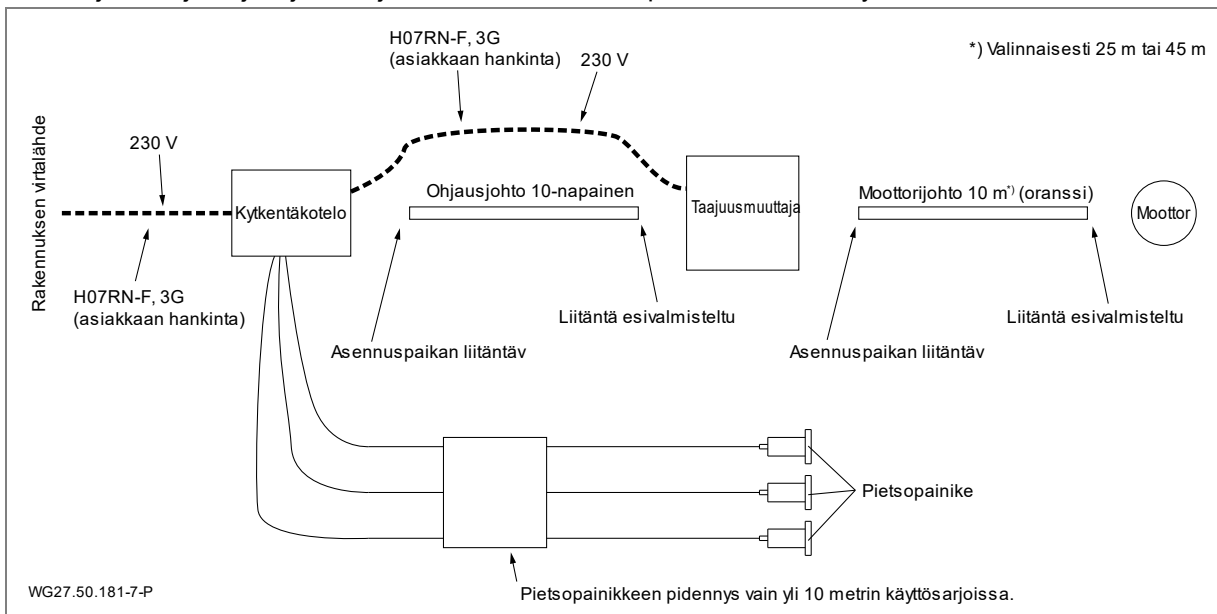 H07RN-F, 3G
(asiakkaan hankinta)
230 V
*) Valinnaisesti 25 m tai 45 m
Rakennuksen virtalähde
230 V
Kytkentäkotelo
Ohjausjohto 10-napainen
Taajuusmuuttaja
Moottorijohto 10 m*) (oranssi)
Moottor
H07RN-F, 3G
(asiakkaan hankinta)
Liitäntä esivalmisteltu
Liitäntä esivalmisteltu
Asennuspaikan liitäntäv
Asennuspaikan liitäntäv
Pietsopainike
WG27.50.181-7-P
Pietsopainikkeen pidennys vain yli 10 metrin käyttösarjoissa.